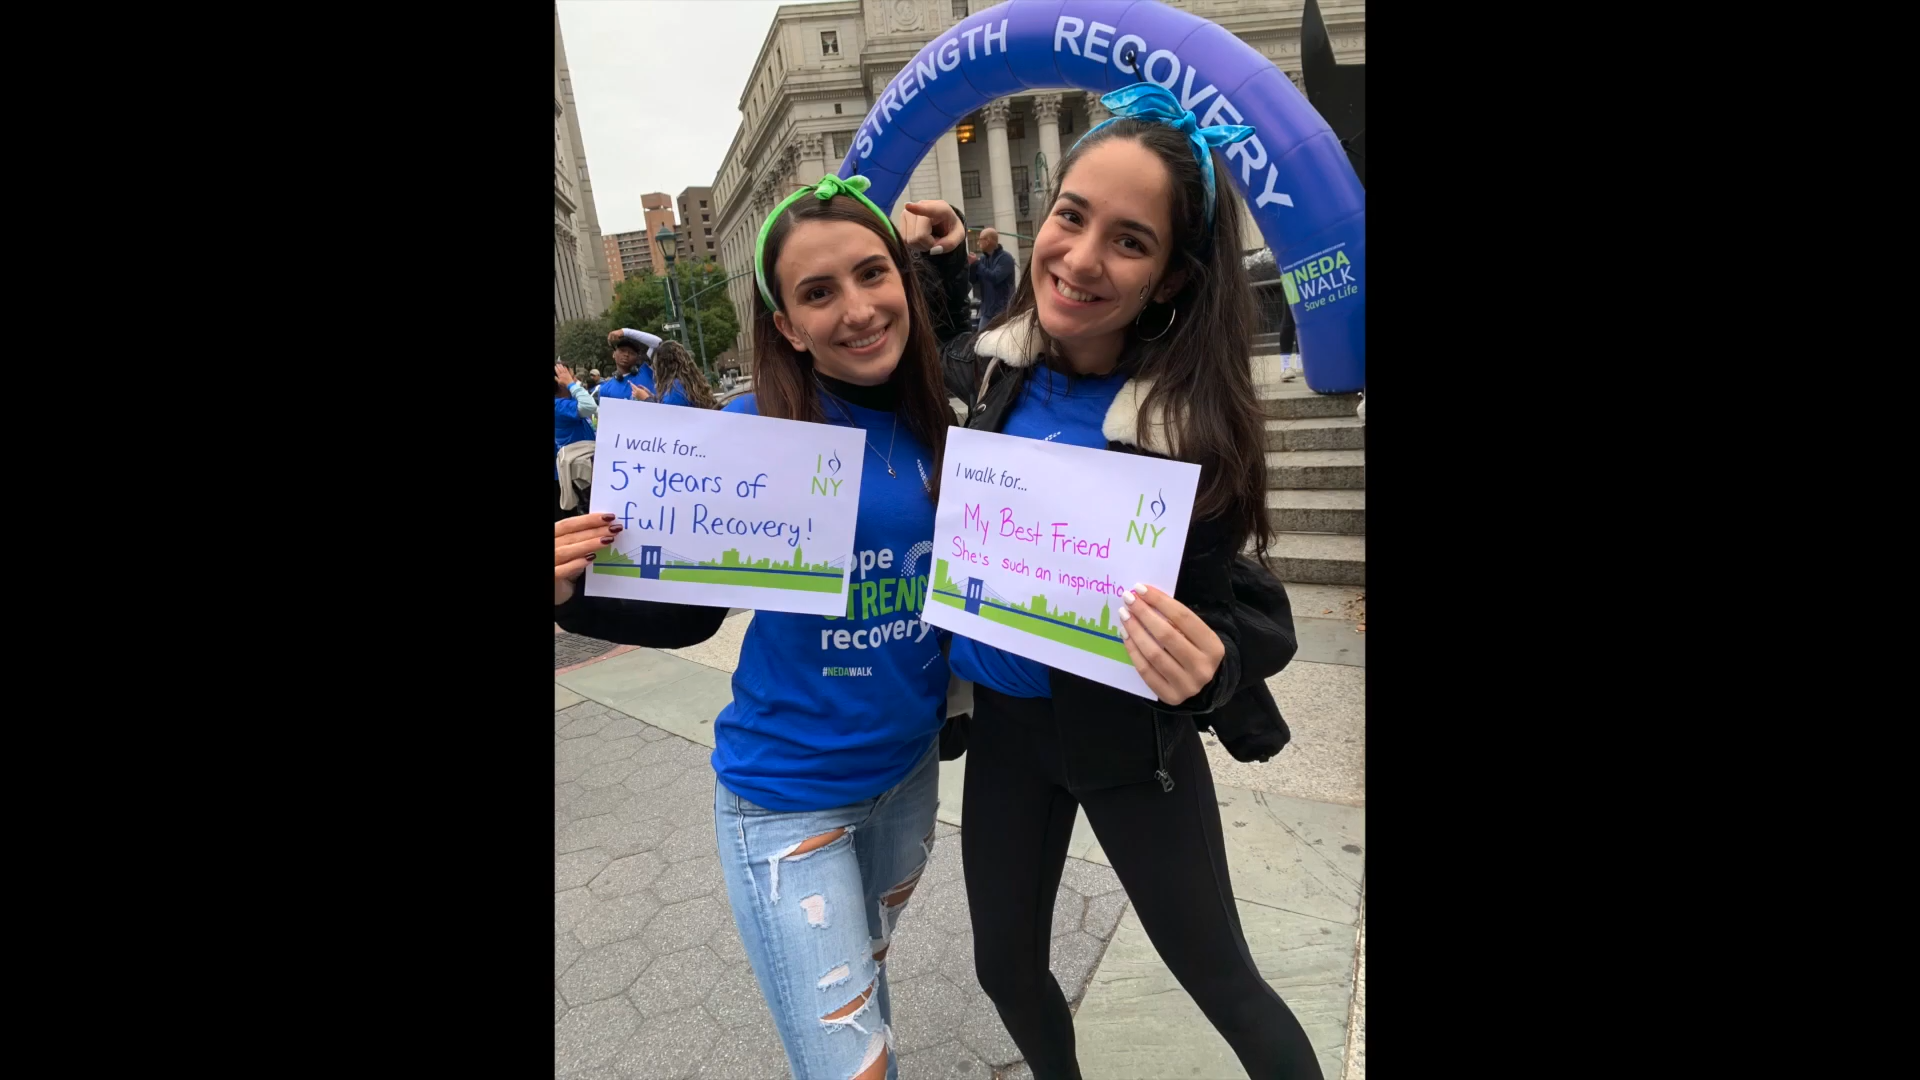 STRENGTH RECOVERY
NEDA
WALK
Save a Life
I walk for...
5+ years of
full Recovery!
I
NY
I walk for...
My Best Friend
She's such an
I
NY
recovery
#NEDAWALK